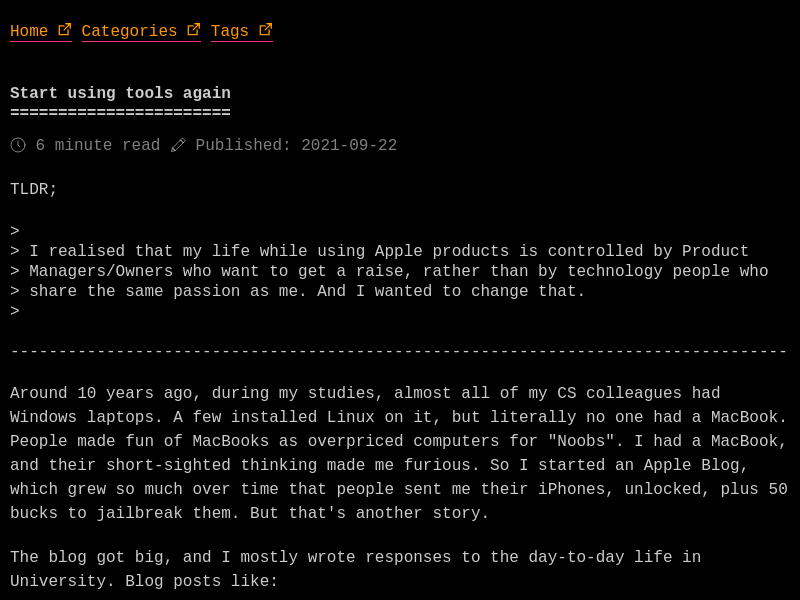 Home Categories Tags
Start using tools again
=======================
6 minute read Published: 2021-09-22
TLDR;
>
> I realised that my life while using Apple products is controlled by Product
> Managers/Owners who want to get a raise, rather than by technology people who
> share the same passion as me. And I wanted to change that.
>
---------------------------------------------------------------------------------
Around 10 years ago, during my studies, almost all of my CS colleagues had
Windows laptops. A few installed Linux on it, but literally no one had a MacBook.
People made fun of MacBooks as overpriced computers for "Noobs". I had a MacBook,
and their short-sighted thinking made me furious. So I started an Apple Blog,
which grew so much over time that people sent me their iPhones, unlocked, plus 50
bucks to jailbreak them. But that's another story.
The blog got big, and I mostly wrote responses to the day-to-day life in
University. Blog posts like: